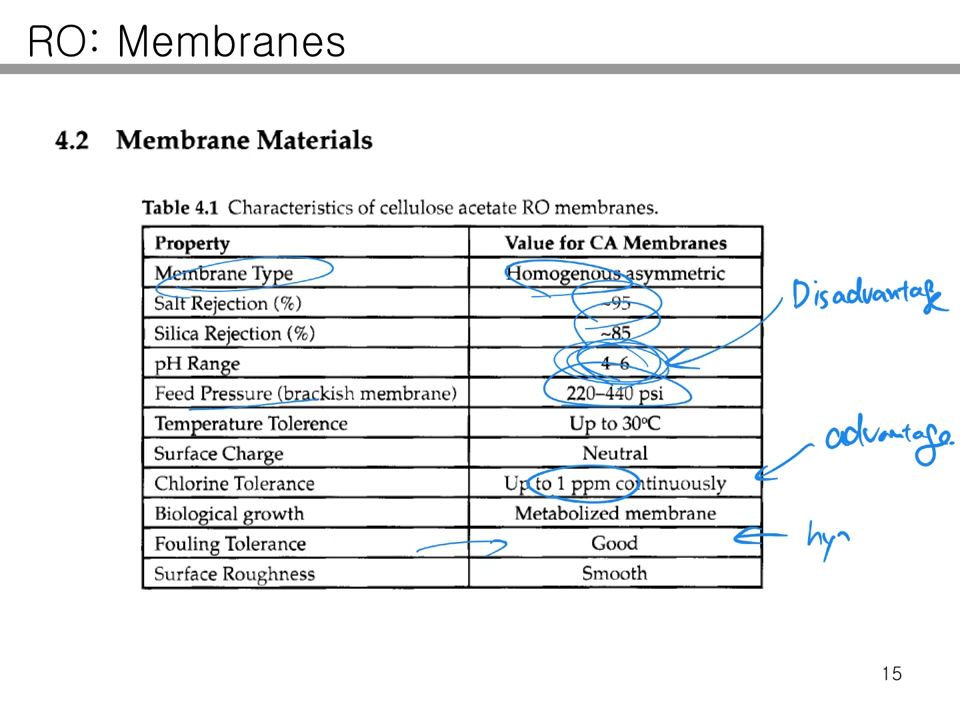 RO: Membranes
4.2 Membrane Materials
Table 4.1 Characteristics of cellulose acetate RO membranes.
Property Value for CA Membranes
Membrane Type Homogenous asymmetric
Salt Rejection (%) ~95
Disadvantage
Silica Rejection (%) ~85
pH Range 4–6
Feed Pressure (brackish membrane) 220–440 psi
Temperature Tolerence Up to 30°C
advantage.
Surface Charge Neutral
Chlorine Tolerance Up to 1 ppm continuously
Biological growth Metabolized membrane
Fouling Tolerance Good
Surface Roughness Smooth
15